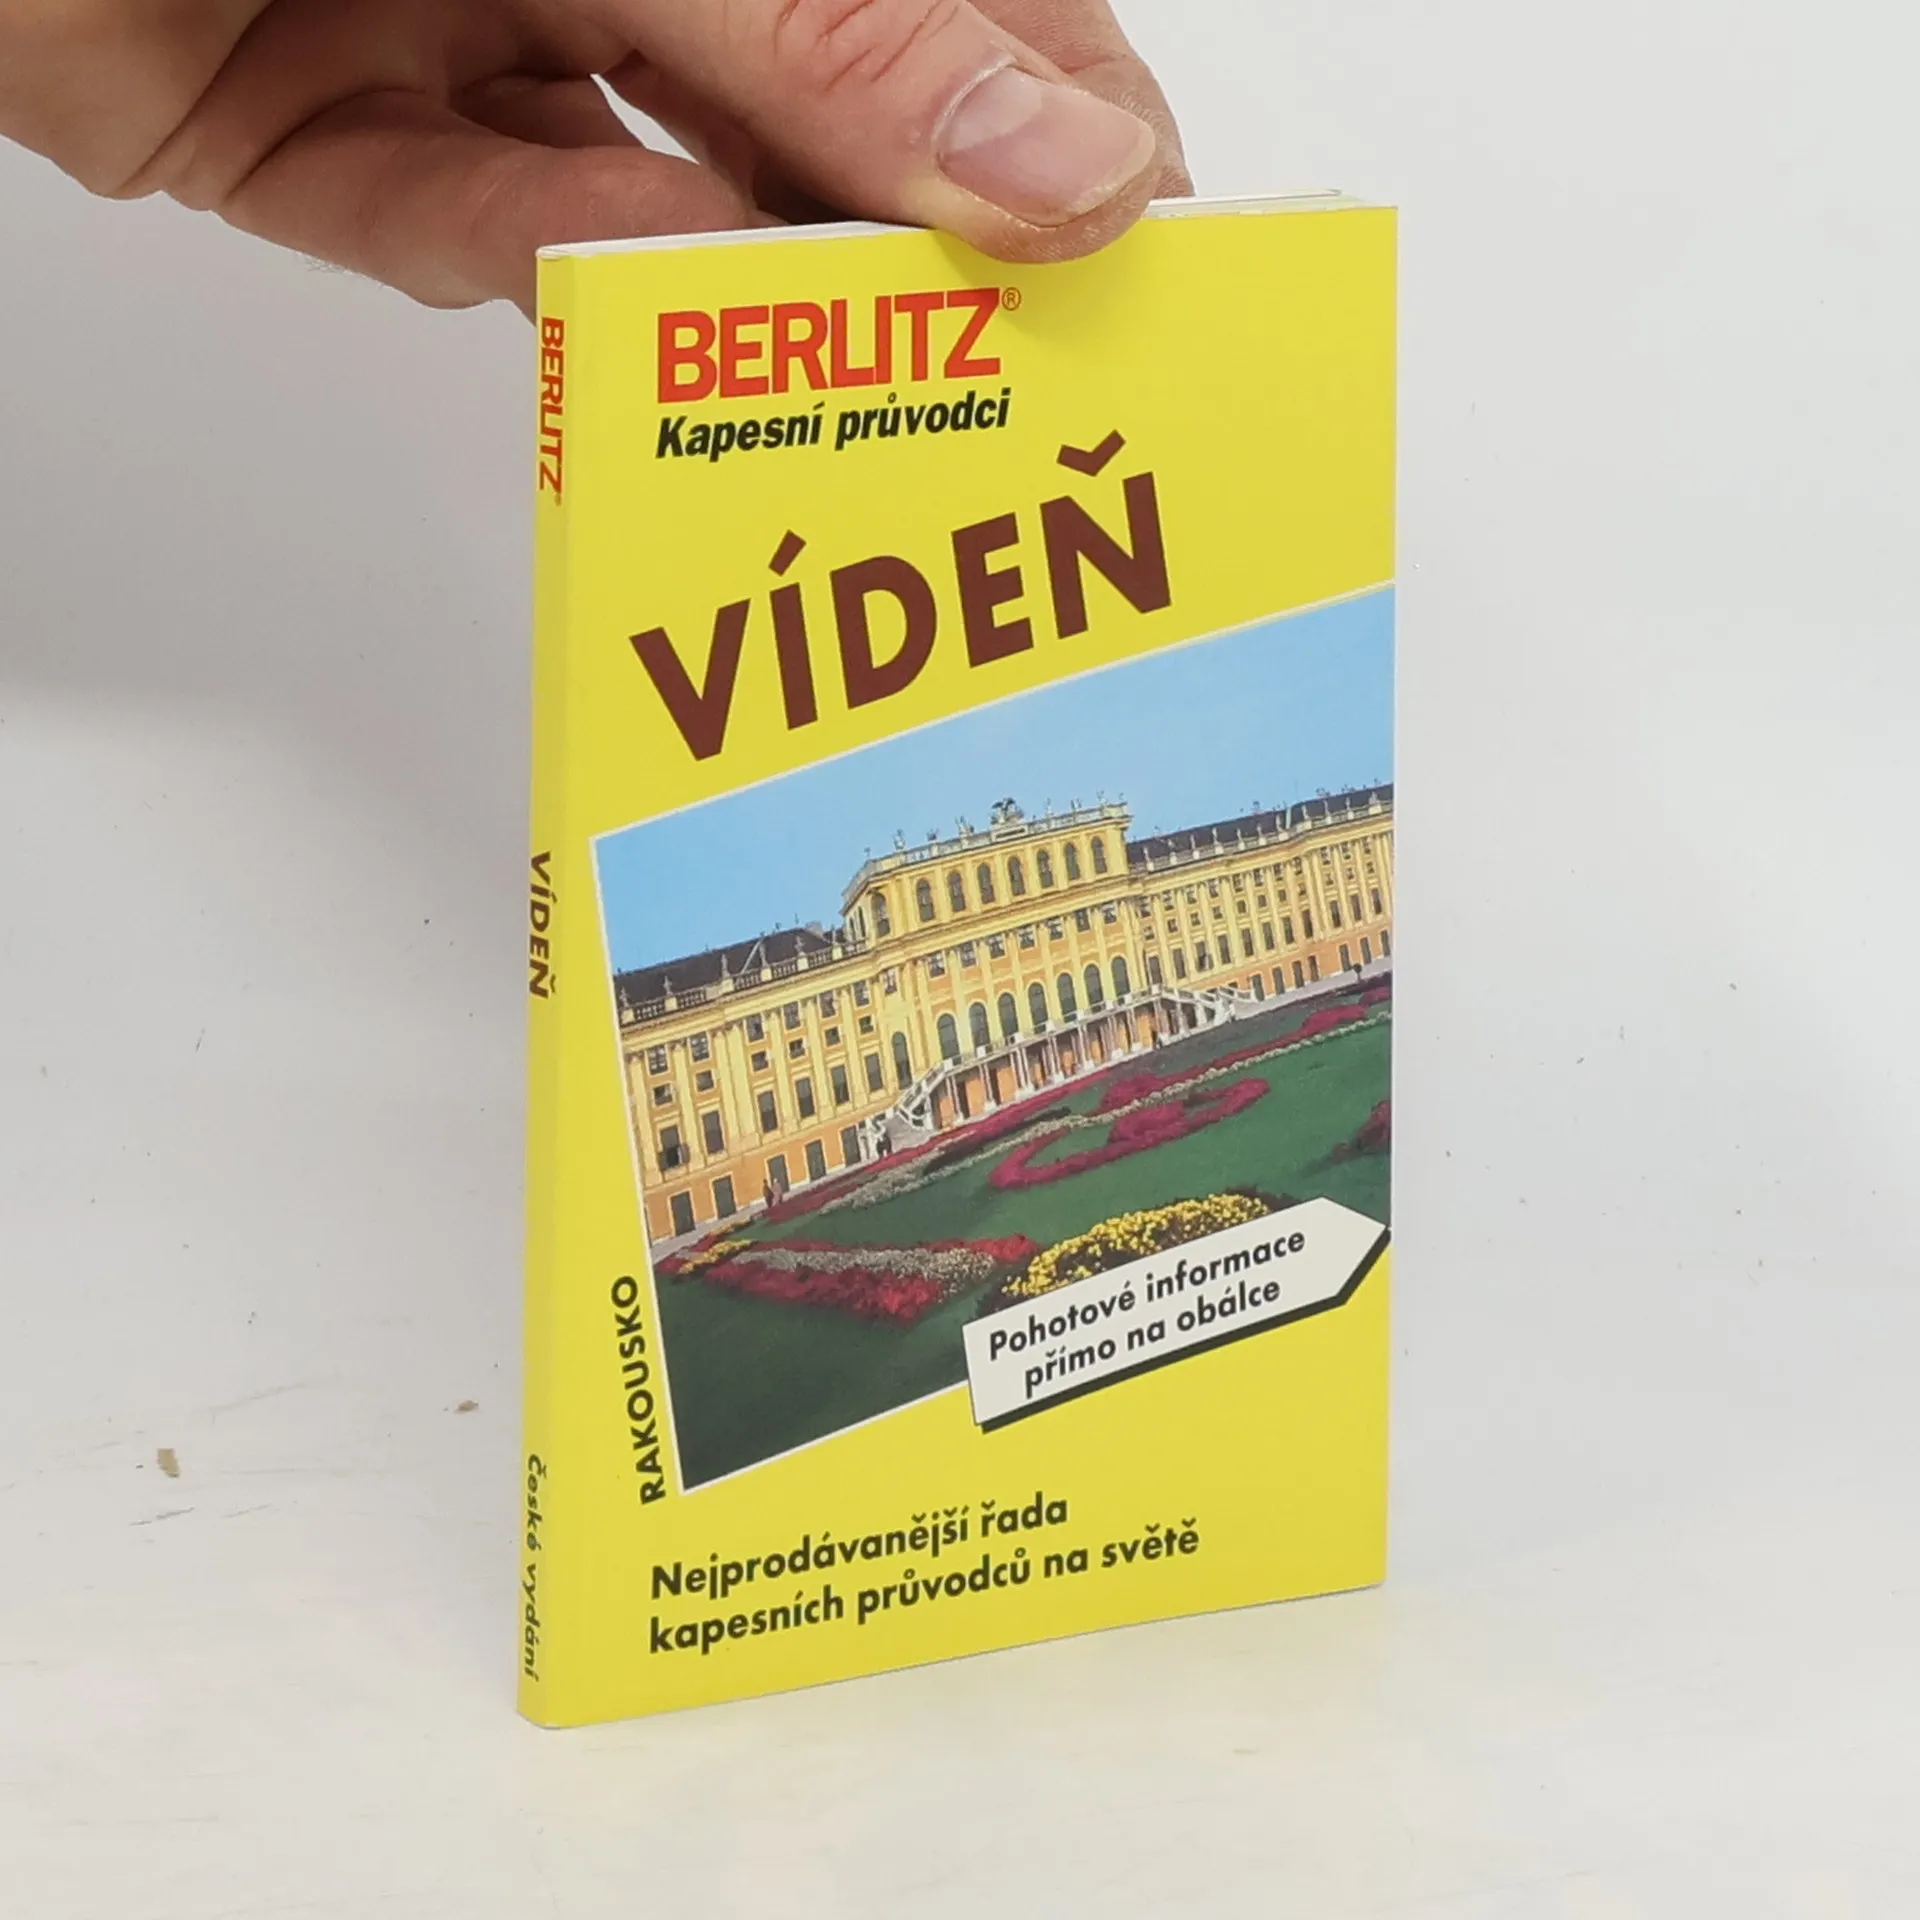 BERLITZ®
Kapesní průvodci
VÍDEŇ
RAKOUSKO
Pohotové informace
přímo na obálce
Nejprodávanější řada
kapesních průvodců na světě
BERLITZ®
VÍDEŇ
České vydání